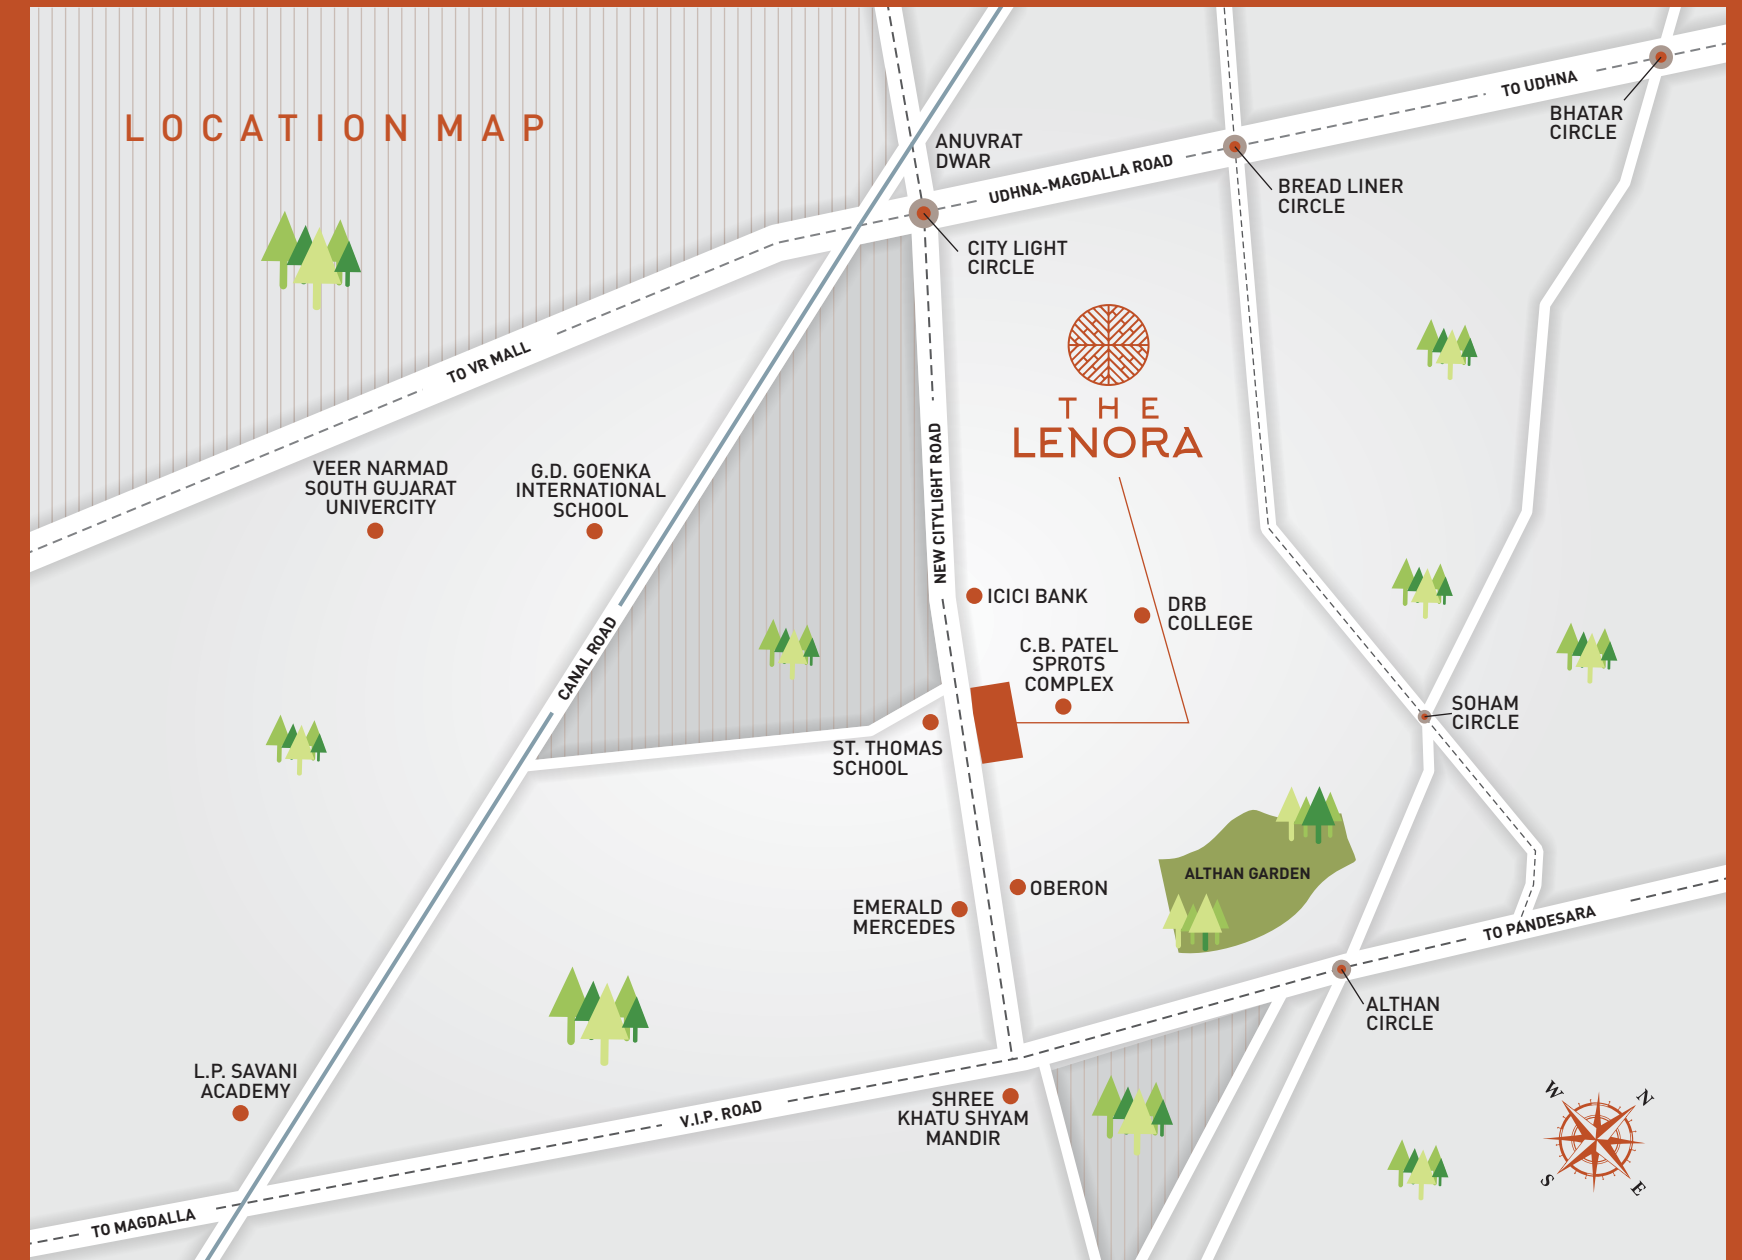 LOCATION MAP
TO UDHNA
BHATAR
CIRCLE
ANUVRAT
DWAR
UDHNA-MAGDALLA ROAD
BREAD LINER
CIRCLE
CITY LIGHT
CIRCLE
TO VR MALL
THE
LENORA
NEW CITYLIGHT ROAD
VEER NARMAD
SOUTH GUJARAT
UNIVERCITY
G.D. GOENKA
INTERNATIONAL
SCHOOL
ICICI BANK
DRB
COLLEGE
C.B. PATEL
SPROTS
COMPLEX
CANAL ROAD
SOHAM
CIRCLE
ST. THOMAS
SCHOOL
ALTHAN GARDEN
OBERON
EMERALD
MERCEDES
TO PANDESARA
ALTHAN
CIRCLE
L.P. SAVANI
ACADEMY
V.I.P. ROAD
SHREE
KHATU SHYAM
MANDIR
W
N
S
E
TO MAGDALLA